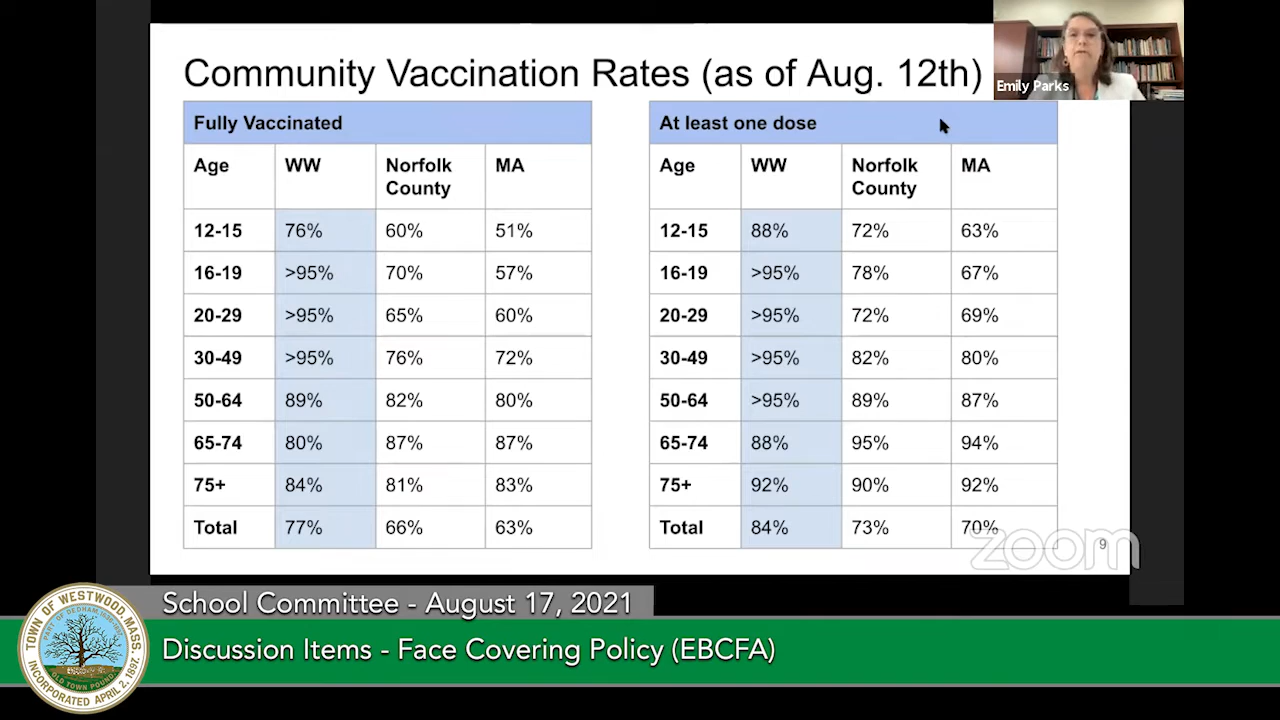 Community Vaccination Rates (as of Aug. 12th)
Emily Parks
Fully Vaccinated
Age WW Norfolk County MA
12-15 76% 60% 51%
16-19 >95% 70% 57%
20-29 >95% 65% 60%
30-49 >95% 76% 72%
50-64 89% 82% 80%
65-74 80% 87% 87%
75+ 84% 81% 83%
Total 77% 66% 63%
At least one dose
Age WW Norfolk County MA
12-15 88% 72% 63%
16-19 >95% 78% 67%
20-29 >95% 72% 69%
30-49 >95% 82% 80%
50-64 >95% 89% 87%
65-74 88% 95% 94%
75+ 92% 90% 92%
Total 84% 73% 70%
zoom
9
School Committee - August 17, 2021
Discussion Items - Face Covering Policy (EBCFA)
TOWN OF WESTWOOD, MASS.
INCORPORATED APRIL 2, 1897.
PART OF DEDHAM,
OLD TOWN POUND